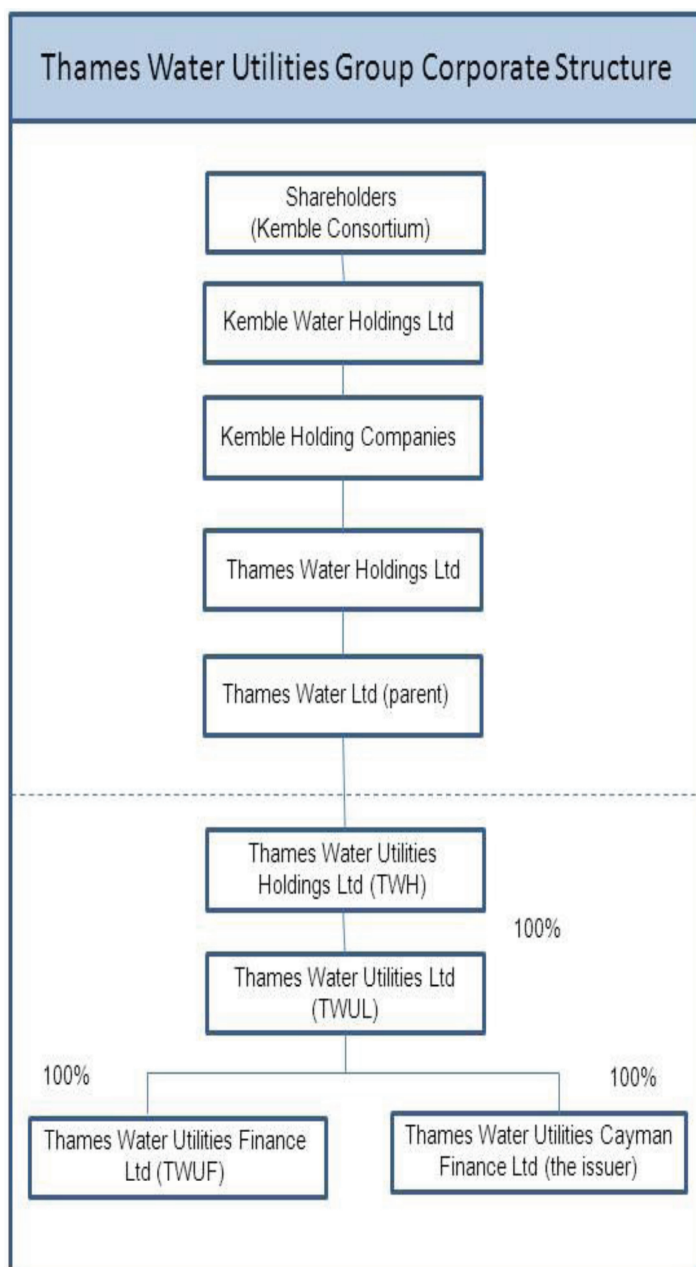 Thames Water Utilities Group Corporate Structure
Shareholders
(Kemble Consortium)
Kemble Water Holdings Ltd
Kemble Holding Companies
Thames Water Holdings Ltd
Thames Water Ltd (parent)
Thames Water Utilities
Holdings Ltd (TWH)
100%
Thames Water Utilities Ltd
(TWUL)
100%
100%
Thames Water Utilities Finance
Ltd (TWUF)
Thames Water Utilities Cayman
Finance Ltd (the issuer)